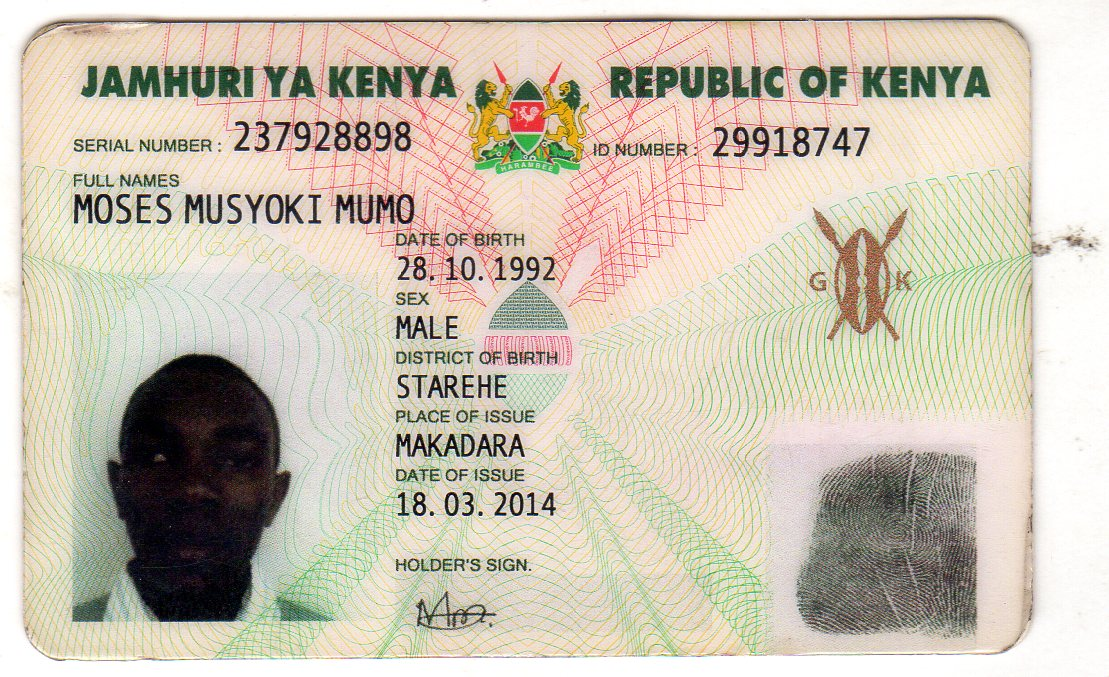 JAMHURI YA KENYA REPUBLIC OF KENYA
SERIAL NUMBER : 237928898 ID NUMBER : 29918747
HARAMBEE
FULL NAMES
MOSES MUSYOKI MUMO
DATE OF BIRTH
28.10.1992
SEX
MALE
G K
DISTRICT OF BIRTH
STAREHE
PLACE OF ISSUE
MAKADARA
DATE OF ISSUE
18.03.2014
HOLDER'S SIGN.